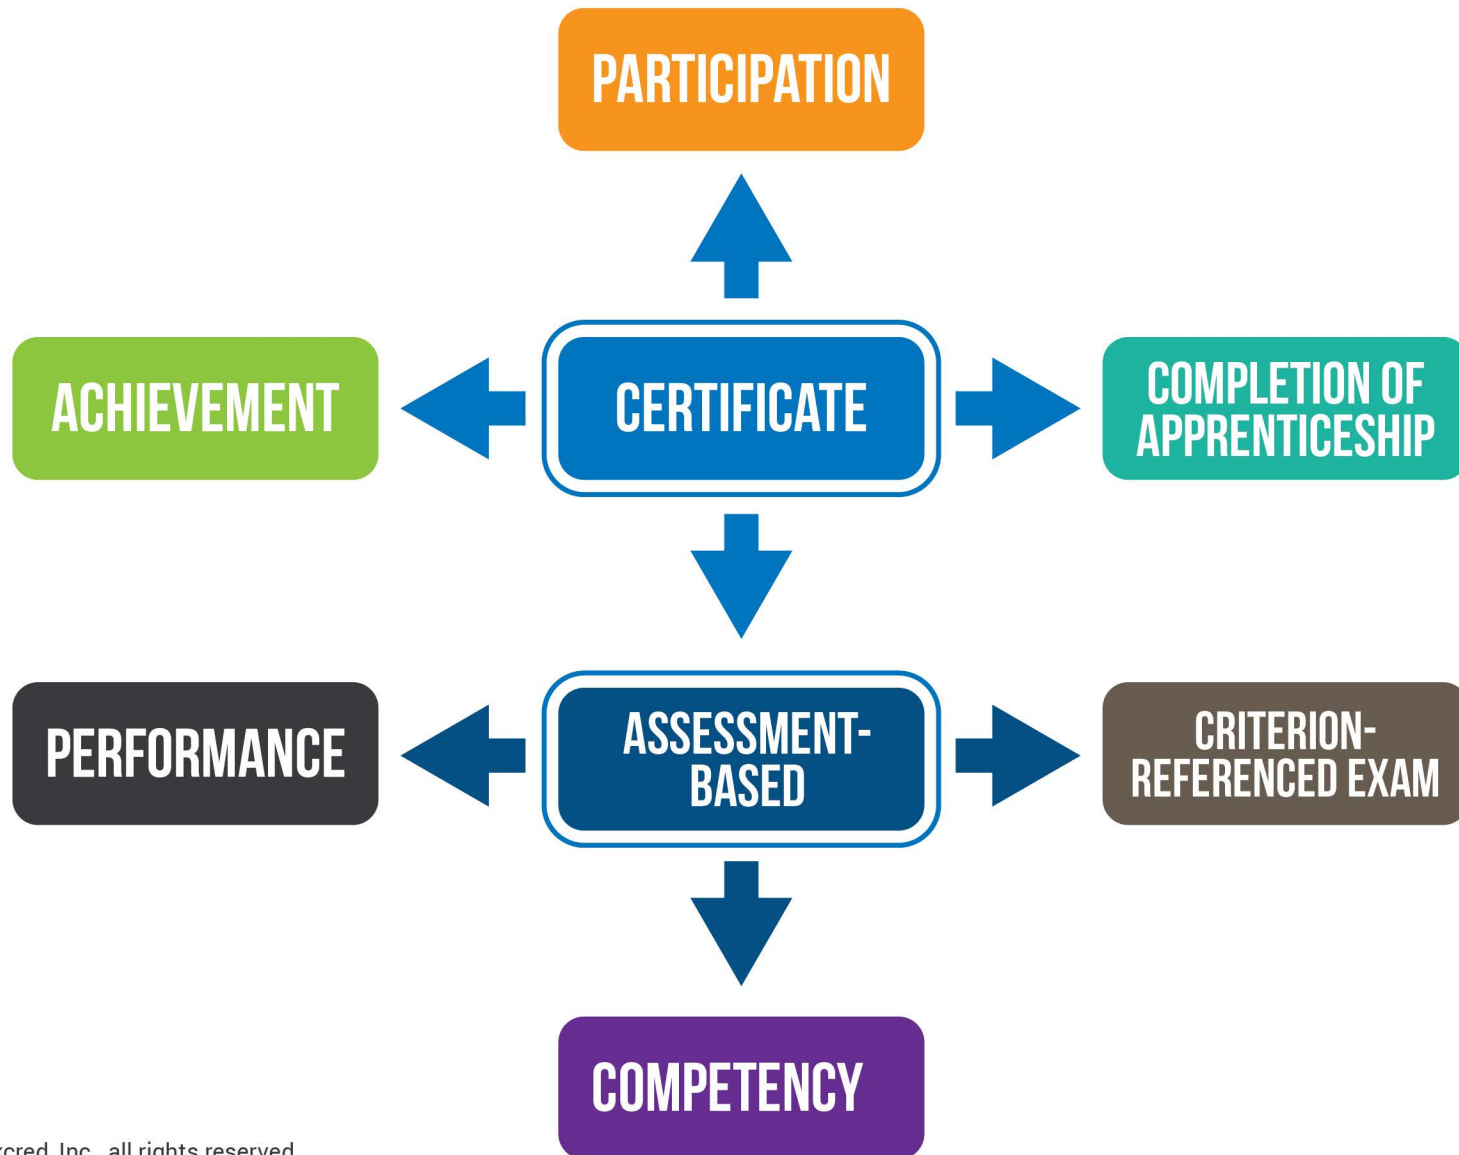 PARTICIPATION
ACHIEVEMENT
CERTIFICATE
COMPLETION OF
APPRENTICESHIP
PERFORMANCE
ASSESSMENT-
BASED
CRITERION-
REFERENCED EXAM
COMPETENCY
Inc., all rights reserved